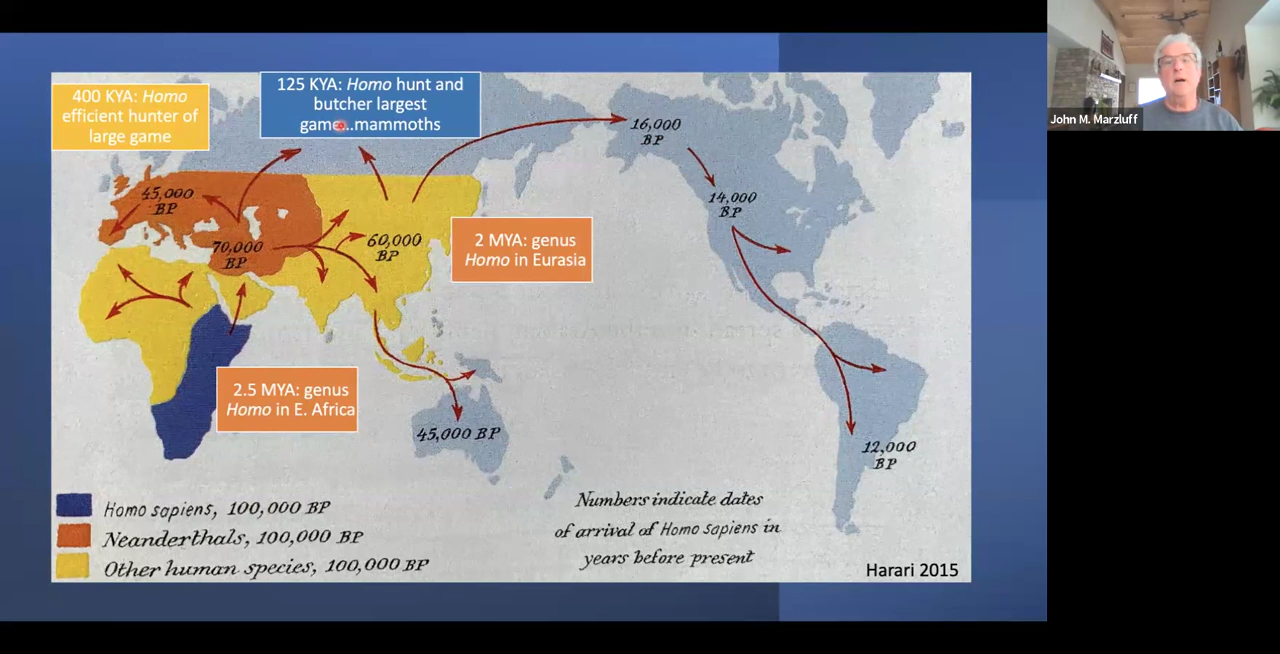 400 KYA: Homo
efficient hunter of
large game
125 KYA: Homo hunt and
butcher largest
game...mammoths
John M. Marzluff
16,000
BP
14,000
BP
45,000
BP
70,000
BP
60,000
BP
2 MYA: genus
Homo in Eurasia
2.5 MYA: genus
Homo in E. Africa
45,000 BP
12,000
BP
Homo sapiens, 100,000 BP
Neanderthals, 100,000 BP
Other human species, 100,000 BP
Numbers indicate dates
of arrival of Homo sapiens in
years before present
Harari 2015